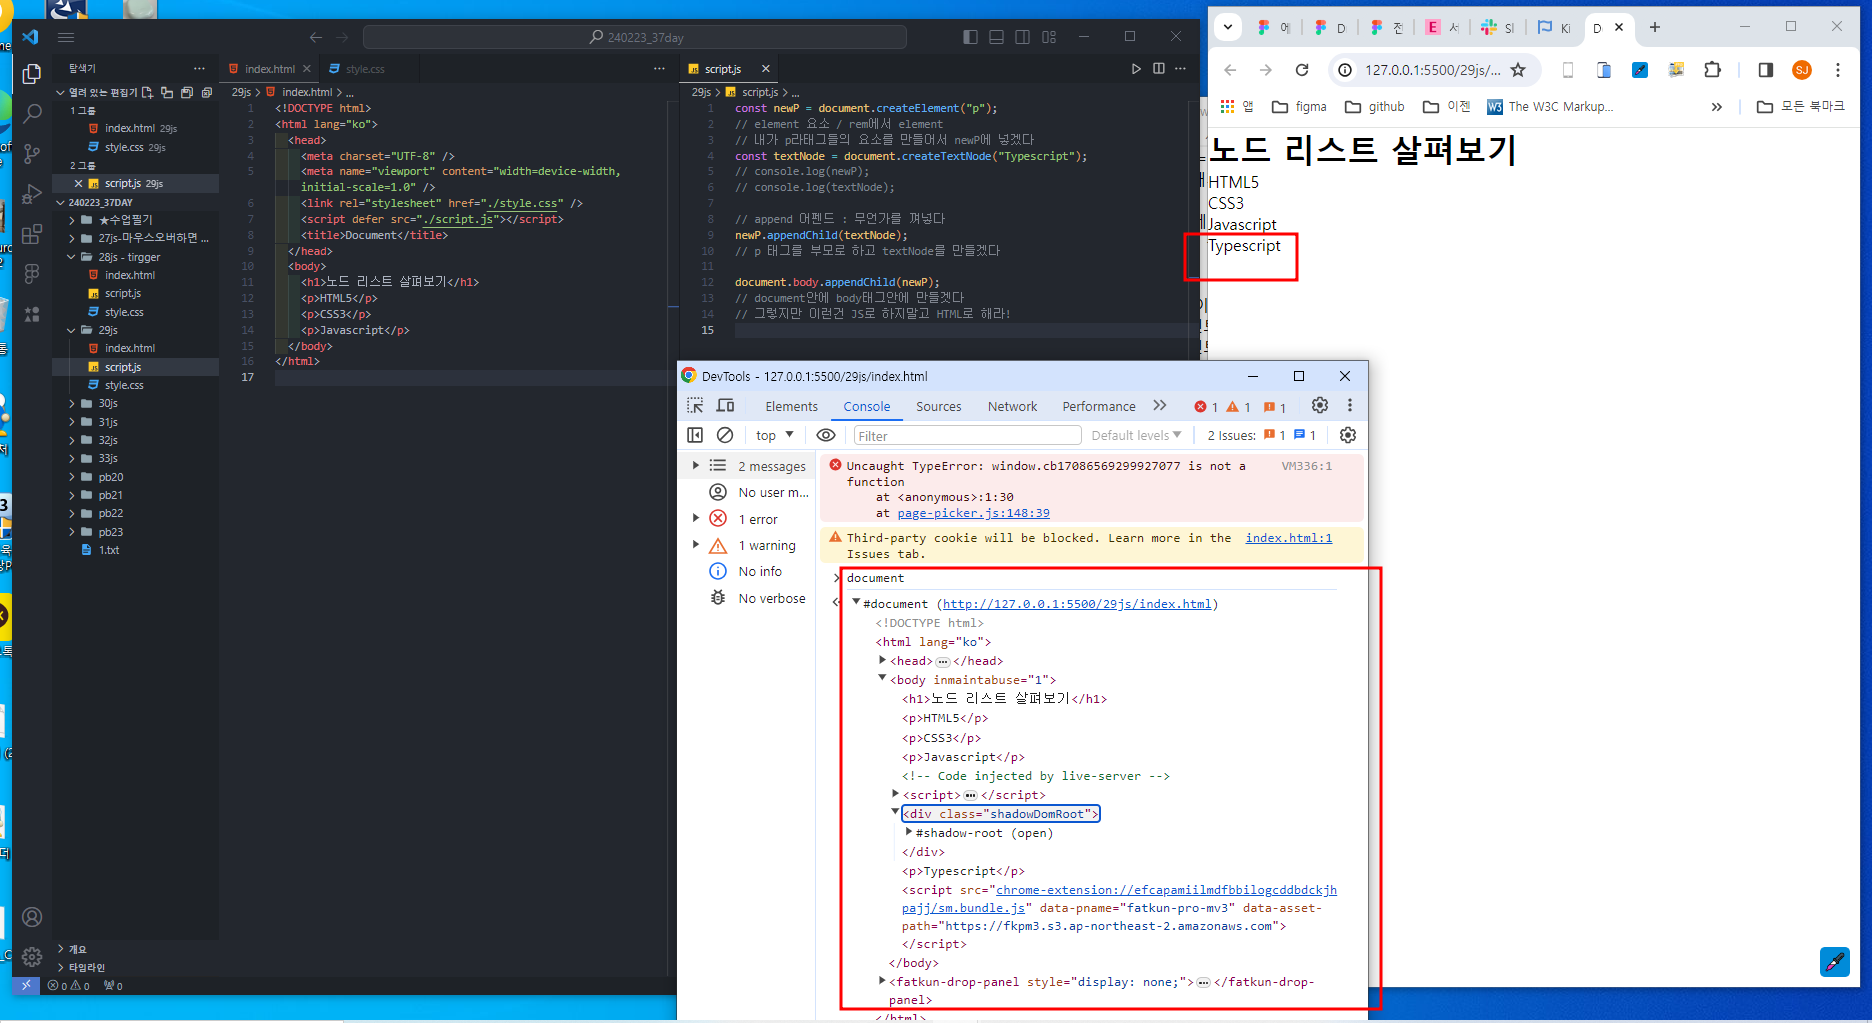 240223_37day
탐색기
열려 있는 편집기
1 그룹
index.html 29js
style.css 29js
2 그룹
script.js 29js
240223_37DAY
★수업필기
27js-마우스오버하면 ...
28js - tirgger
index.html
script.js
style.css
29js
index.html
script.js
style.css
30js
31js
32js
33js
pb20
pb21
pb22
pb23
1.txt
개요
타임라인
0 0 0
index.html
style.css
29js > index.html > ...
1 <!DOCTYPE html>
2 <html lang="ko">
3 <head>
4 <meta charset="UTF-8" />
5 <meta name="viewport" content="width=device-width,
initial-scale=1.0" />
6 <link rel="stylesheet" href="./style.css" />
7 <script defer src="./script.js"></script>
8 <title>Document</title>
9 </head>
10 <body>
11 <h1>노드 리스트 살펴보기</h1>
12 <p>HTML5</p>
13 <p>CSS3</p>
14 <p>Javascript</p>
15 </body>
16 </html>
17
script.js
29js > script.js > ...
1 const newP = document.createElement("p");
2 // element 요소 / rem에서 element
3 // 내가 p라태그들의 요소를 만들어서 newP에 넣겠다
4 const textNode = document.createTextNode("Typescript");
5 // console.log(newP);
6 // console.log(textNode);
7
8 // append 어펜드 : 무언가를 껴넣다
9 newP.appendChild(textNode);
10 // p 태그를 부모로 하고 textNode를 만들겠다
11
12 document.body.appendChild(newP);
13 // document안에 body태그안에 만들겟다
14 // 그렇지만 이런건 JS로 하지말고 HTML로 해라!
15
에
D
전
E 서
Sl
Ki
D
127.0.0.1:5500/29js/...
SJ
앱
figma
github
이젠
W3 The W3C Markup...
모든 북마크
노드 리스트 살펴보기
HTML5
CSS3
Javascript
Typescript
DevTools - 127.0.0.1:5500/29js/index.html
Elements Console Sources Network Performance 1 1 1
top Filter Default levels 2 Issues: 1 1
2 messages
No user m...
1 error
1 warning
No info
No verbose
Uncaught TypeError: window.cb17086569299927077 is not a VM336:1
function
at <anonymous>:1:30
at page-picker.js:148:39
Third-party cookie will be blocked. Learn more in the index.html:1
Issues tab.
document
#document (http://127.0.0.1:5500/29js/index.html)
<!DOCTYPE html>
<html lang="ko">
<head>...</head>
<body inmaintabuse="1">
<h1>노드 리스트 살펴보기</h1>
<p>HTML5</p>
<p>CSS3</p>
<p>Javascript</p>
<!-- Code injected by live-server -->
<script>...</script>
<div class="shadowDomRoot">
#shadow-root (open)
</div>
<p>Typescript</p>
<script src="chrome-extension://efcapamiilmdfbbilogcddbdckjh
pajj/sm.bundle.js" data-pname="fatkun-pro-mv3" data-asset-
path="https://fkpm3.s3.ap-northeast-2.amazonaws.com">
</script>
</body>
<fatkun-drop-panel style="display: none;">...</fatkun-drop-
panel>
</html>